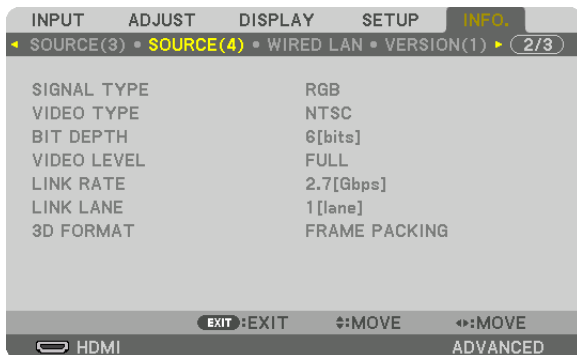 INPUT ADJUST DISPLAY SETUP INFO.
SOURCE(3) • SOURCE(4) • WIRED LAN • VERSION(1) 2/3
SIGNAL TYPE RGB
VIDEO TYPE NTSC
BIT DEPTH 6[bits]
VIDEO LEVEL FULL
LINK RATE 2.7[Gbps]
LINK LANE 1[lane]
3D FORMAT FRAME PACKING
EXIT:EXIT :MOVE :MOVE
HDMI ADVANCED